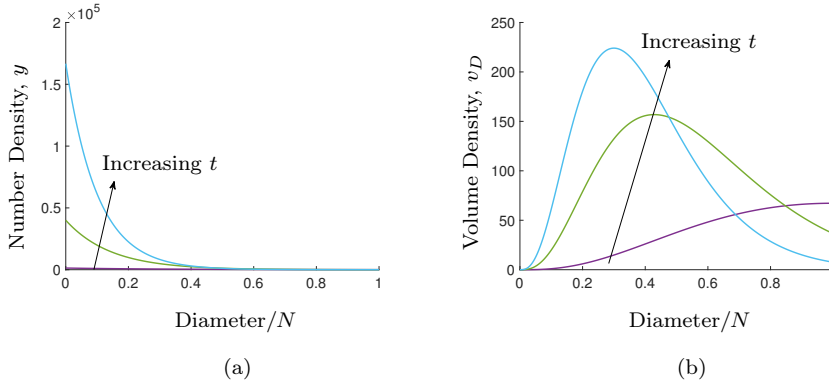 ×10⁵
2
1.5
1
0.5
0
0 0.2 0.4 0.6 0.8 1
Number Density, y
Increasing t
Diameter/N
(a)
250
200
150
100
50
0
0 0.2 0.4 0.6 0.8
Volume Density, v_D
Increasing t
Diameter/N
(b)